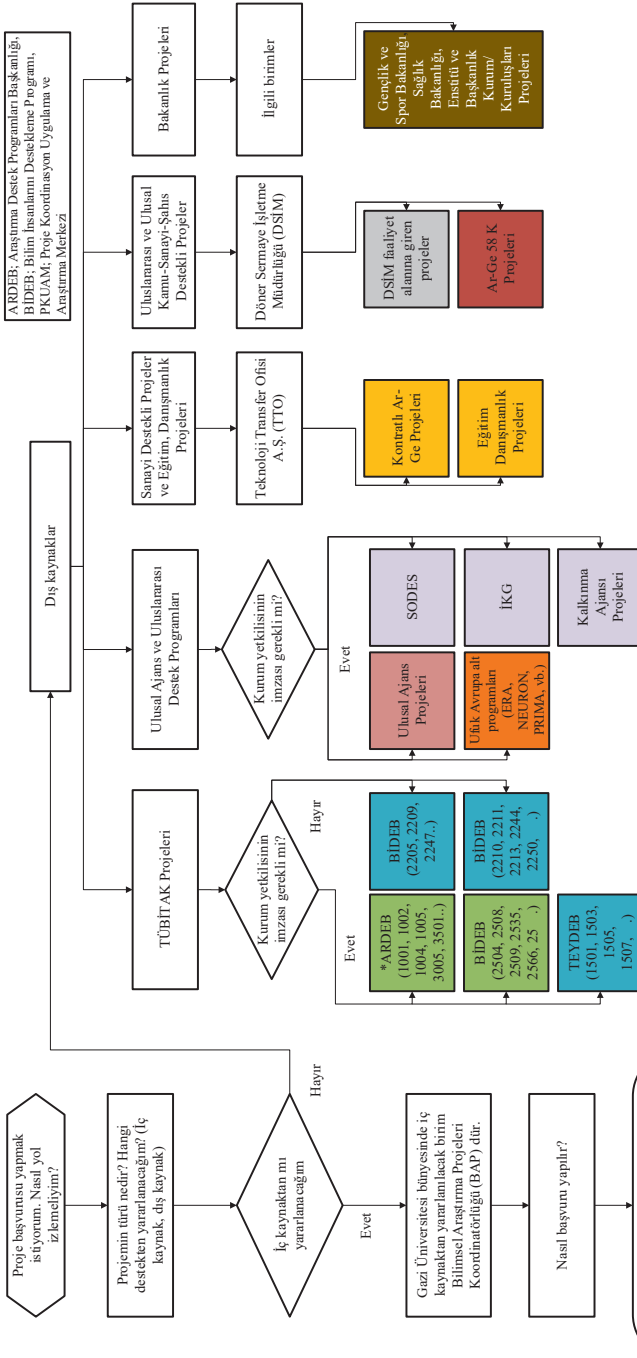 Proje başvurusu yapmak
istiyorum. Nasıl yol
izlemeliyim?
Projemin türü nedir? Hangi
destekten yararlanacağım? (İç
kaynak, dış kaynak)
İç kaynaktan mı
yararlanacağım
Hayır
Evet
Gazi Üniversitesi bünyesinde iç
kaynaktan yararlanılacak birim
Bilimsel Araştırma Projeleri
Koordinatörlüğü (BAP) dür.
Nasıl başvuru yapılır?
Dış kaynaklar
ARDEB; Araştırma Destek Programları Başkanlığı,
BİDEB; Bilim İnsanlarını Destekleme Programı,
PKUAM; Proje Koordinasyon Uygulama ve
Araştırma Merkezi
TÜBİTAK Projeleri
Kurum yetkilisinin
imzası gerekli mi?
Hayır
Evet
*ARDEB
(1001, 1002,
1004, 1005,
3005, 3501..)
BİDEB
(2205, 2209,
2247..)
BİDEB
(2504, 2508,
2509, 2535,
2566, 25 .)
BİDEB
(2210, 2211,
2213, 2244,
2250, .)
TEYDEB
(1501, 1503,
1505,
1507, .)
Ulusal Ajans ve Uluslararası
Destek Programları
Kurum yetkilisinin
imzası gerekli mi?
Evet
Ulusal Ajans
Projeleri
SODES
Ufuk Avrupa alt
programları
(ERA,
NEURON,
PRIMA, vb.)
İKG
Kalkınma
Ajansı
Projeleri
Sanayi Destekli Projeler
ve Eğitim, Danışmanlık
Projeleri
Teknoloji Transfer Ofisi
A.Ş. (TTO)
Kontratlı Ar-
Ge Projeleri
Eğitim
Danışmanlık
Projeleri
Uluslararası ve Ulusal
Kamu-Sanayi-Şahıs
Destekli Projeler
Döner Sermaye İşletme
Müdürlüğü (DSİM)
DSİM faaliyet
alanına giren
projeler
Ar-Ge 58 K
Projeleri
Bakanlık Projeleri
İlgili birimler
Gençlik ve
Spor Bakanlığı,
Sağlık
Bakanlığı,
Enstitü ve
Başkanlık
Kurum/
Kuruluşları
Projeleri